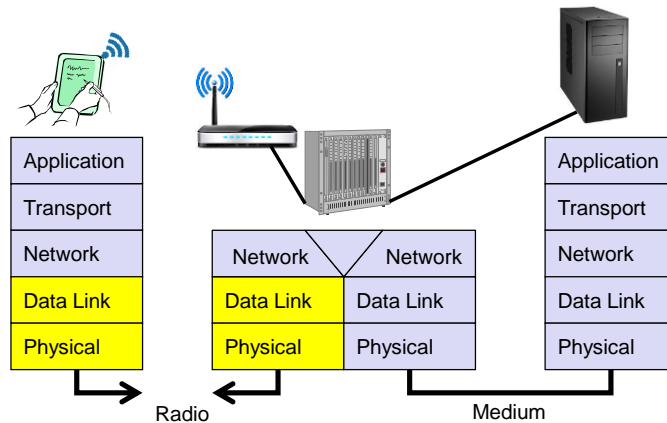 Application
Transport
Network
Data Link
Physical
Network
Network
Data Link
Data Link
Physical
Physical
Application
Transport
Network
Data Link
Physical
Radio
Medium